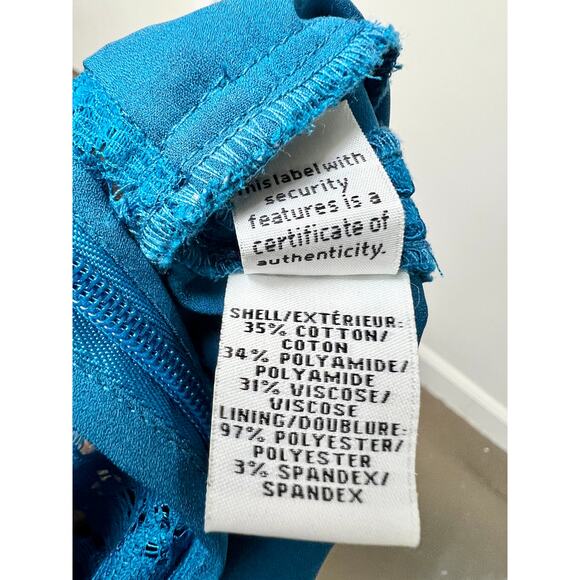 this label with
security
features is a
certificate of
authenticity.
SHELL/EXTÉRIEUR:
35% COTTON/
COTON
34% POLYAMIDE/
POLYAMIDE
31% VISCOSE/
VISCOSE
LINING/DOUBLURE:
97% POLYESTER/
POLYESTER
3% SPANDEX/
SPANDEX